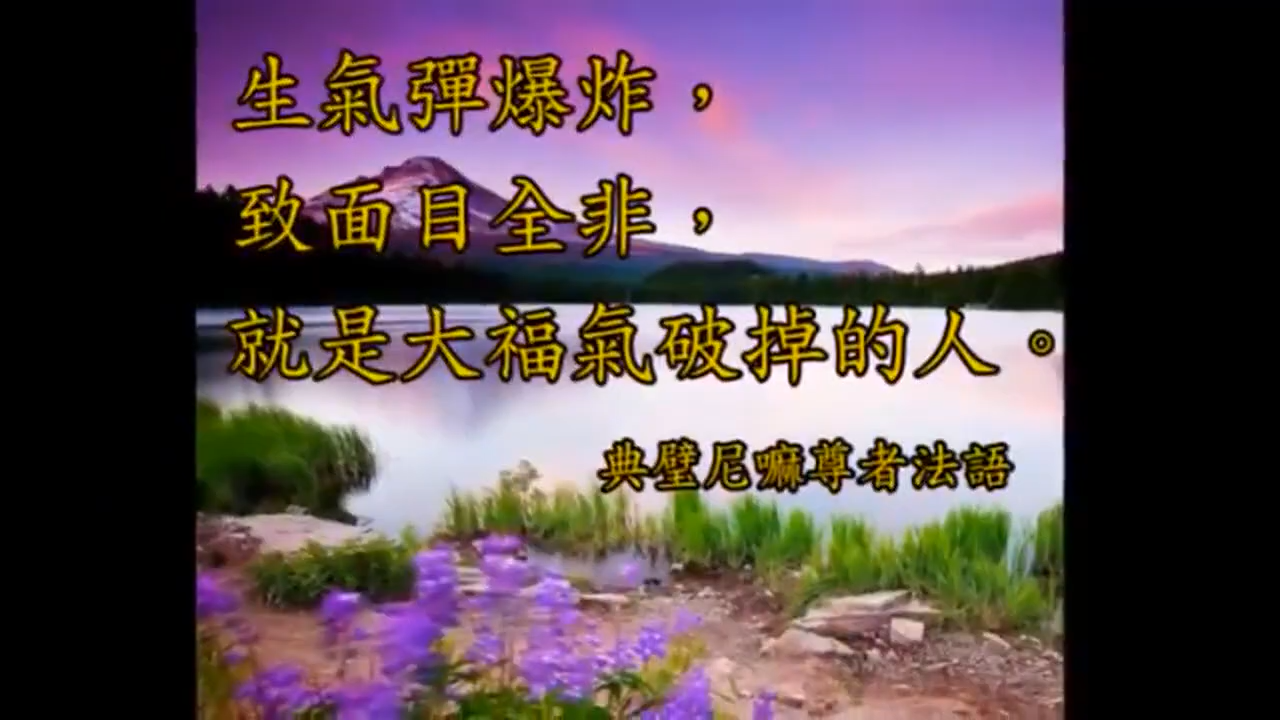 生氣彈爆炸，
致面目全非，
就是大福氣破掉的人。
典璧尼嘛尊者法語